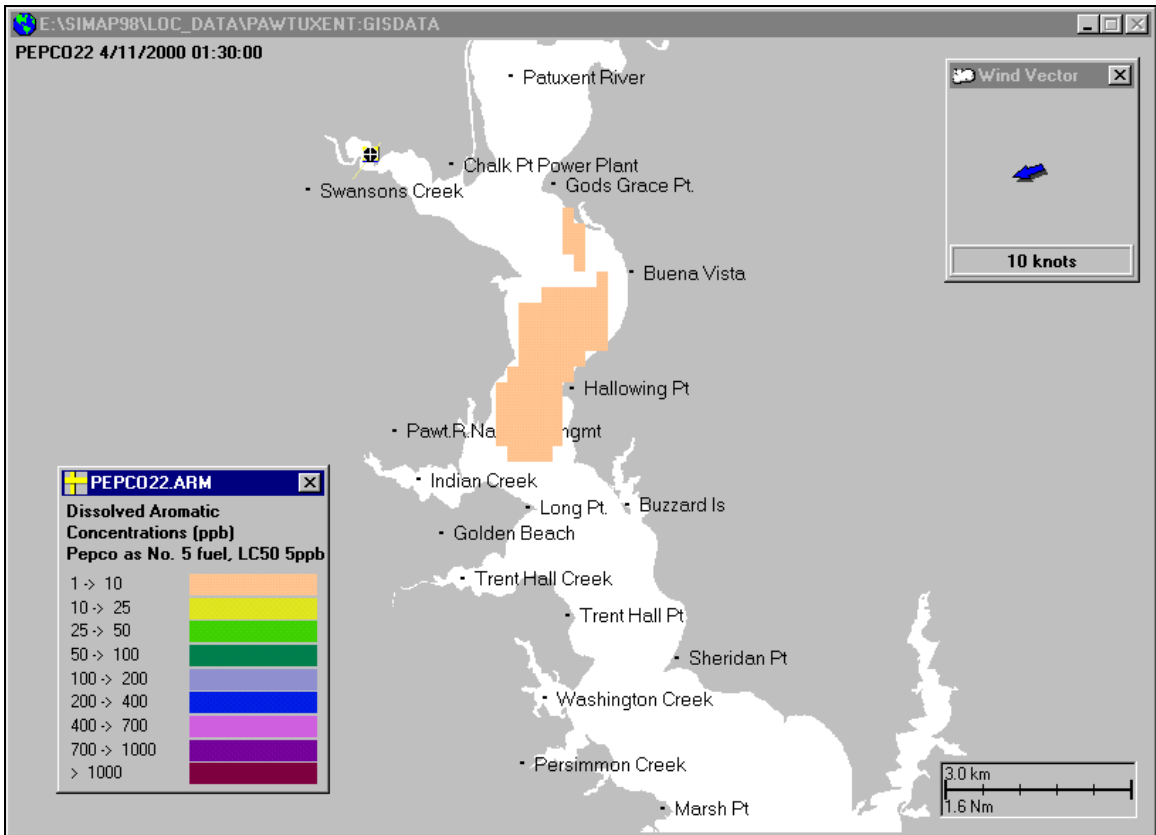 E:\SIMAP98\LOC_DATA\PAWTUXENT:GISDATA
PEPCO22 4/11/2000 01:30:00
Wind Vector
10 knots
Patuxent River
Chalk Pt Power Plant
Gods Grace Pt.
Swansons Creek
Buena Vista
Hallowing Pt
Pawt.R.Na
ngmt
Indian Creek
Long Pt.
Buzzard Is
Golden Beach
Trent Hall Creek
Trent Hall Pt
Sheridan Pt
Washington Creek
Persimmon Creek
Marsh Pt
PEPCO22.ARM
Dissolved Aromatic
Concentrations (ppb)
Pepco as No. 5 fuel, LC50 5ppb
1 -> 10
10 -> 25
25 -> 50
50 -> 100
100 -> 200
200 -> 400
400 -> 700
700 -> 1000
> 1000
3.0 km
1.6 Nm